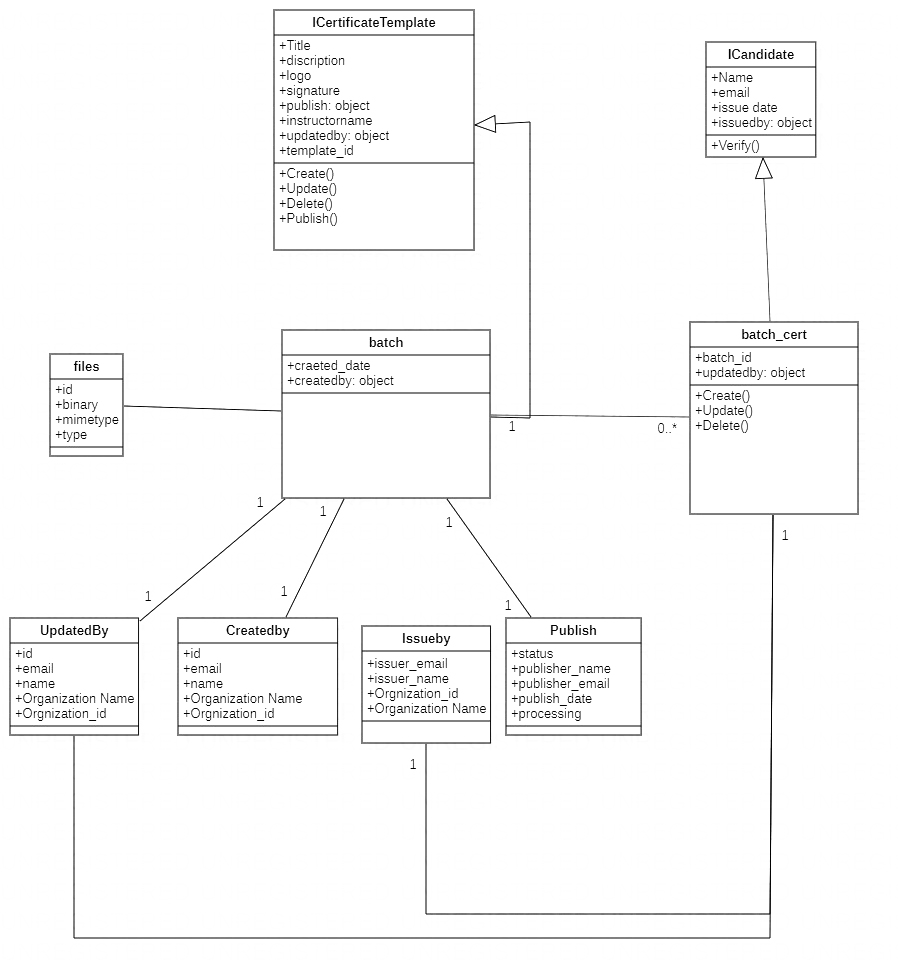 ICertificateTemplate
+Title
+discription
+logo
+signature
+publish: object
+instructorname
+updatedby: object
+template_id
+Create()
+Update()
+Delete()
+Publish()
ICandidate
+Name
+email
+issue date
+issuedby: object
+Verify()
batch
+craeted_date
+createdby: object
files
+id
+binary
+mimetype
+type
batch_cert
+batch_id
+updatedby: object
+Create()
+Update()
+Delete()
1
0..*
1
1
1
1
1
1
1
UpdatedBy
+id
+email
+name
+Organization Name
+Orgnization_id
Createdby
+id
+email
+name
+Organization Name
+Orgnization_id
Issueby
+issuer_email
+issuer_name
+Orgnization_id
+Organization Name
Publish
+status
+publisher_name
+publisher_email
+publish_date
+processing
1